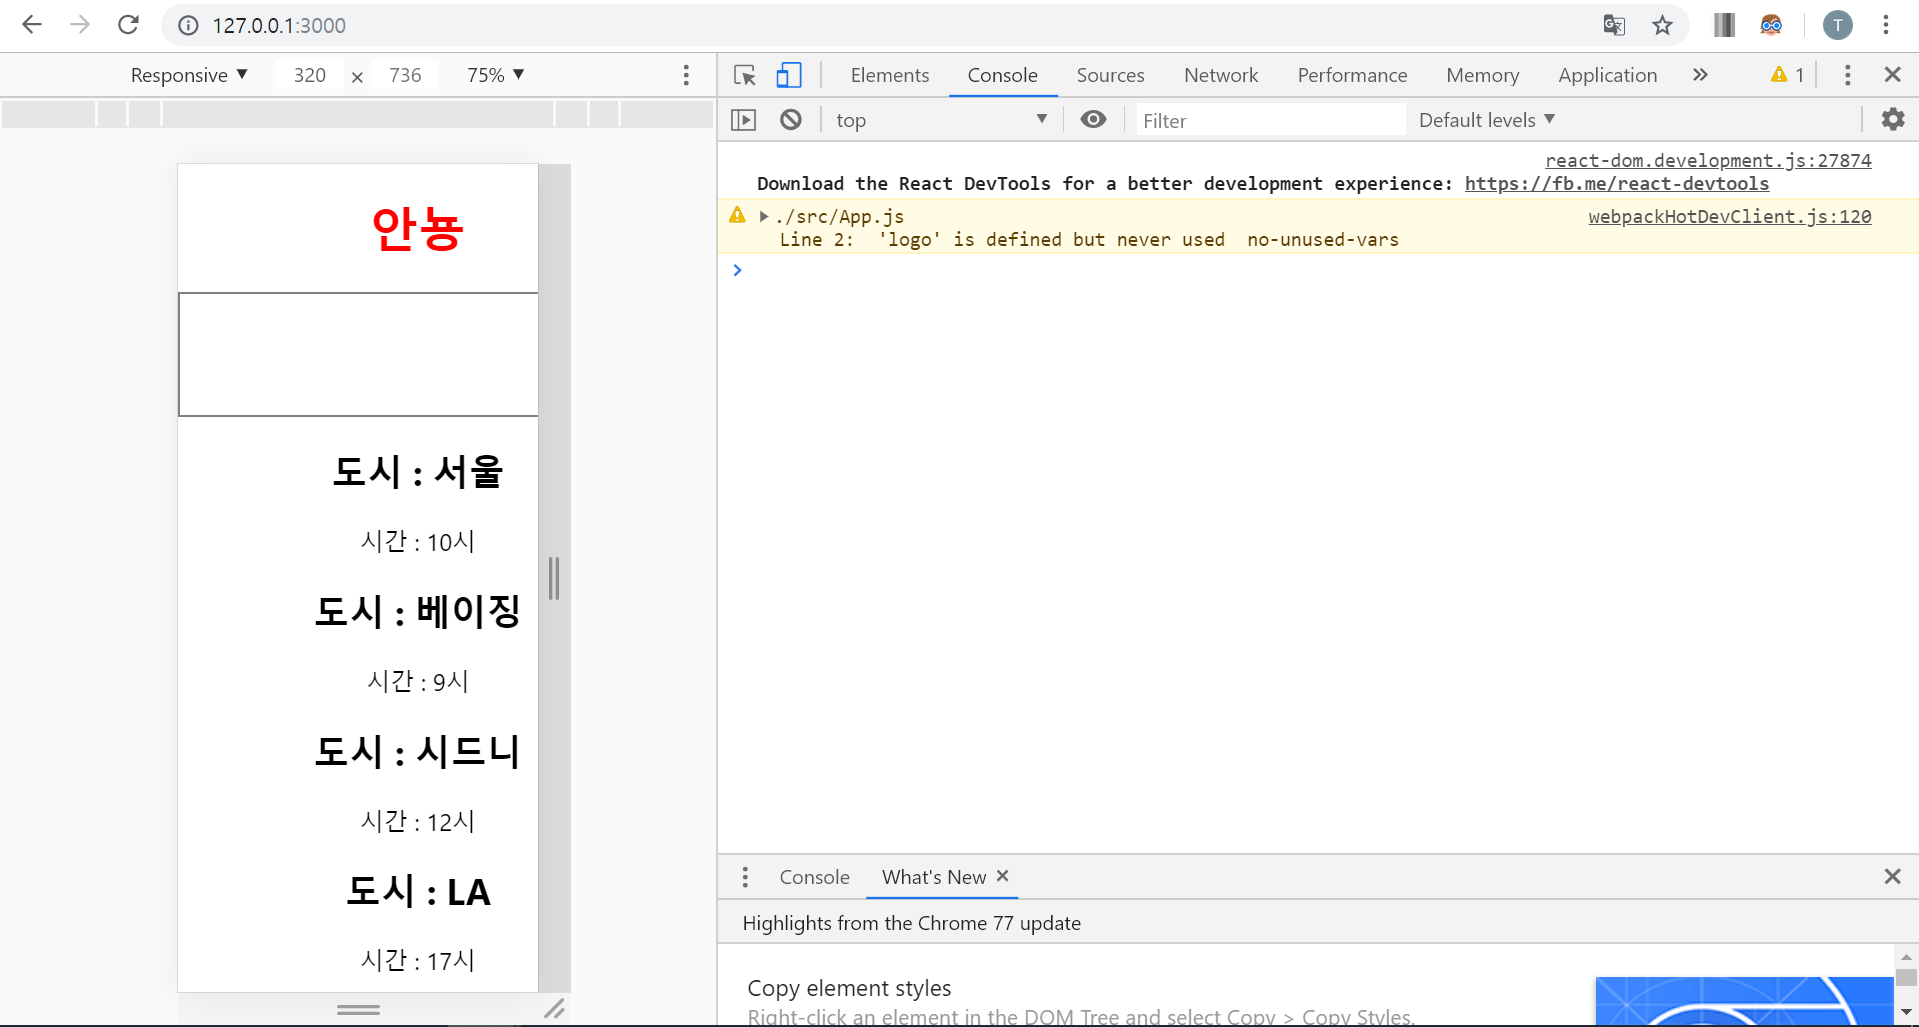 127.0.0.1:3000
T
Responsive ▼ 320 × 736 75% ▼
Elements Console Sources Network Performance Memory Application » 1
top ▼ Filter Default levels ▼
react-dom.development.js:27874
Download the React DevTools for a better development experience: https://fb.me/react-devtools
./src/App.js webpackHotDevClient.js:120
Line 2: 'logo' is defined but never used no-unused-vars
안뇽
도시 : 서울
시간 : 10시
도시 : 베이징
시간 : 9시
도시 : 시드니
시간 : 12시
도시 : LA
시간 : 17시
Console What's New
Highlights from the Chrome 77 update
Copy element styles
Right-click an element in the DOM Tree and select Copy > Copy Styles.